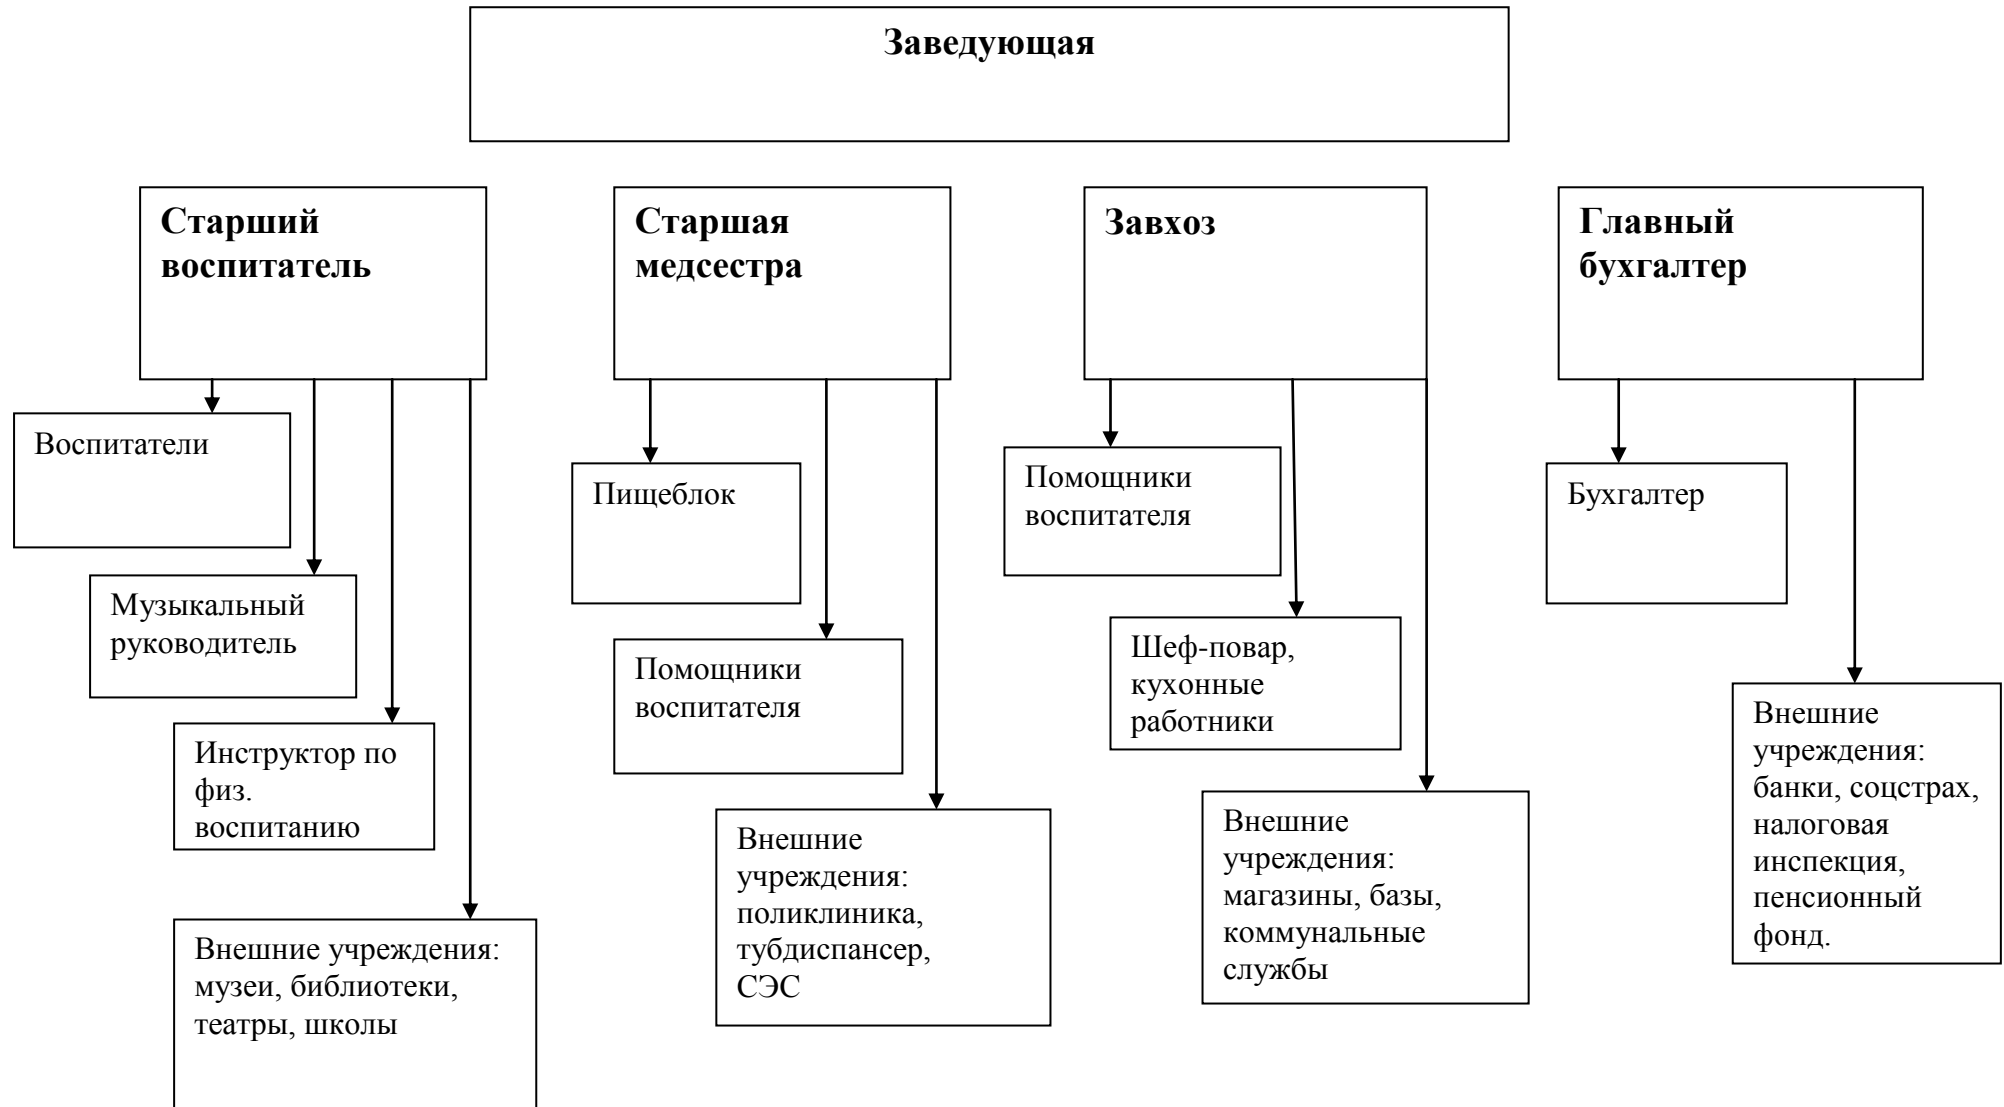 Заведующая
Старший
воспитатель
Старшая
медсестра
Завхоз
Главный
бухгалтер
Воспитатели
Музыкальный
руководитель
Инструктор по
физ.
воспитанию
Внешние учреждения:
музеи, библиотеки,
театры, школы
Пищеблок
Помощники
воспитателя
Внешние
учреждения:
поликлиника,
тубдиспансер,
СЭС
Помощники
воспитателя
Шеф-повар,
кухонные
работники
Внешние
учреждения:
магазины, базы,
коммунальные
службы
Бухгалтер
Внешние
учреждения:
банки, соцстрах,
налоговая
инспекция,
пенсионный
фонд.